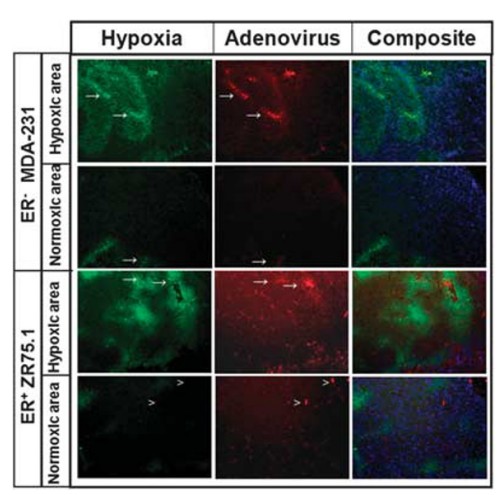 Hypoxia Adenovirus Composite
ER- MDA-231
Hypoxic area
Normoxic area
ER+ ZR75.1
Hypoxic area
Normoxic area